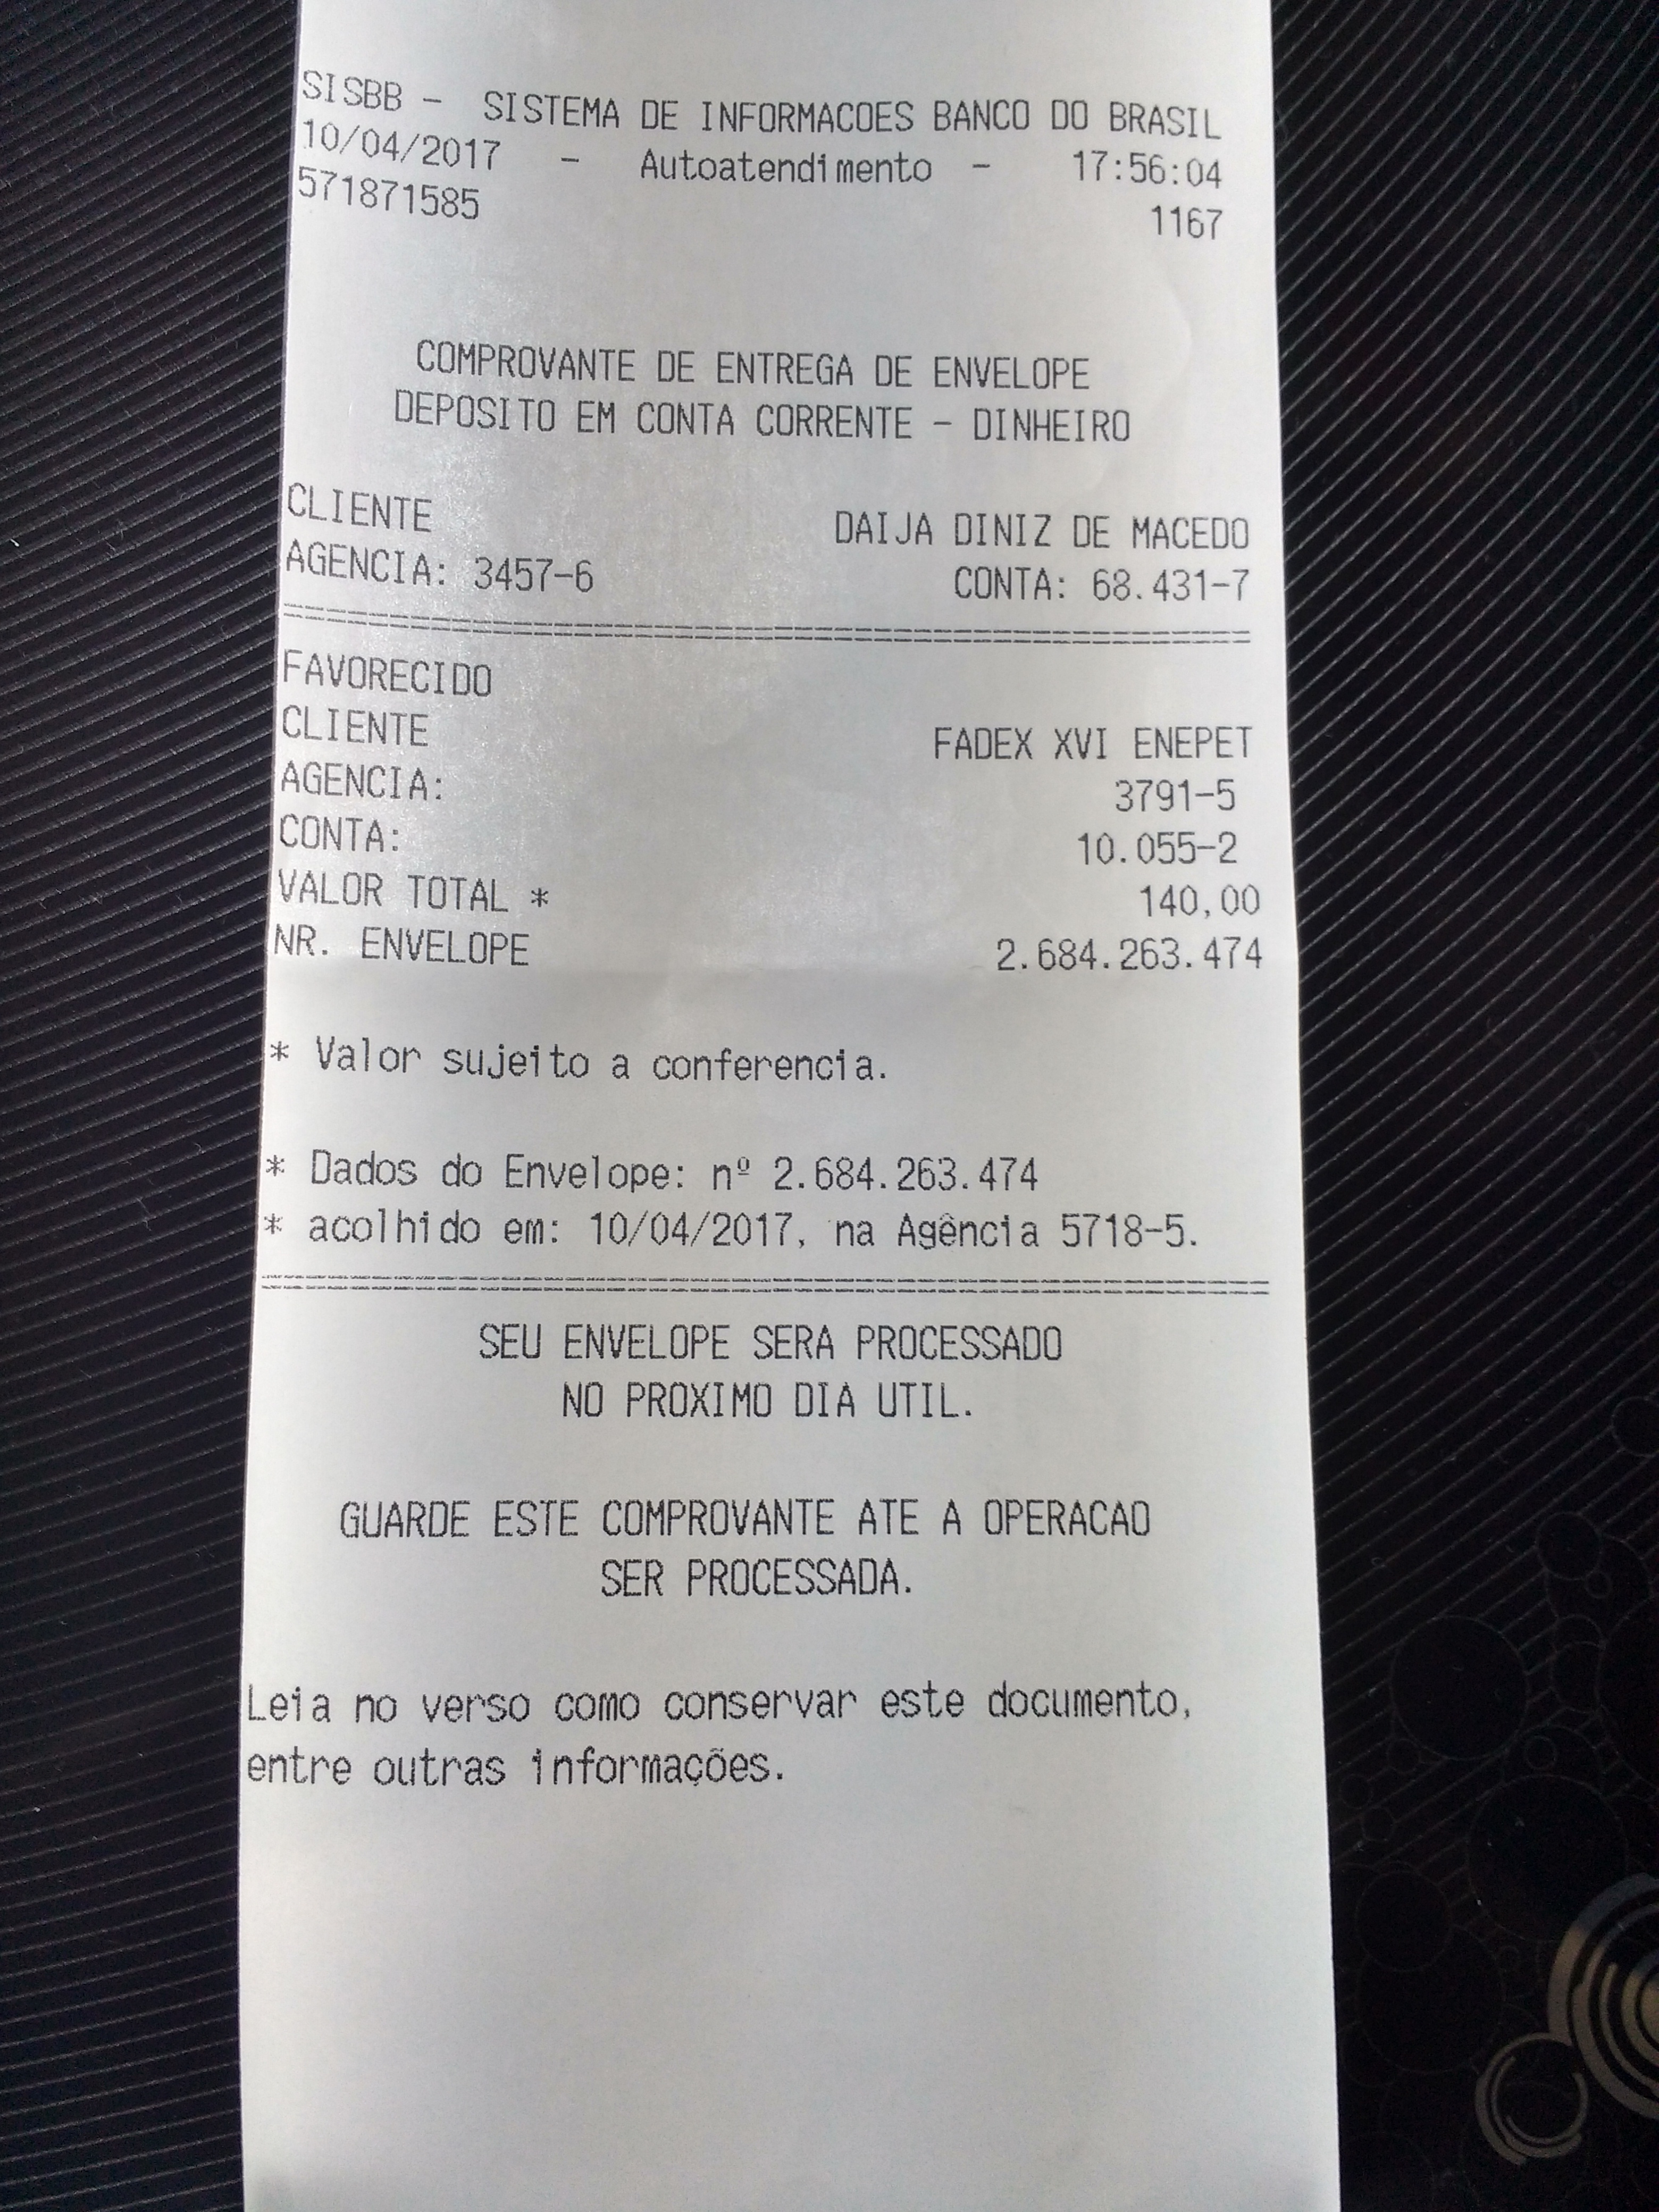 SISBB - SISTEMA DE INFORMACOES BANCO DO BRASIL
10/04/2017 - Autoatendimento - 17:56:04
571871585 1167
COMPROVANTE DE ENTREGA DE ENVELOPE
DEPOSITO EM CONTA CORRENTE - DINHEIRO
CLIENTE DAIJA DINIZ DE MACEDO
AGENCIA: 3457-6 CONTA: 68.431-7
FAVORECIDO
CLIENTE FADEX XVI ENEPET
AGENCIA: 3791-5
CONTA: 10.055-2
VALOR TOTAL * 140,00
NR. ENVELOPE 2.684.263.474
* Valor sujeito a conferencia.
* Dados do Envelope: nº 2.684.263.474
* acolhido em: 10/04/2017, na Agência 5718-5.
SEU ENVELOPE SERA PROCESSADO
NO PROXIMO DIA UTIL.
GUARDE ESTE COMPROVANTE ATE A OPERACAO
SER PROCESSADA.
Leia no verso como conservar este documento,
entre outras informações.